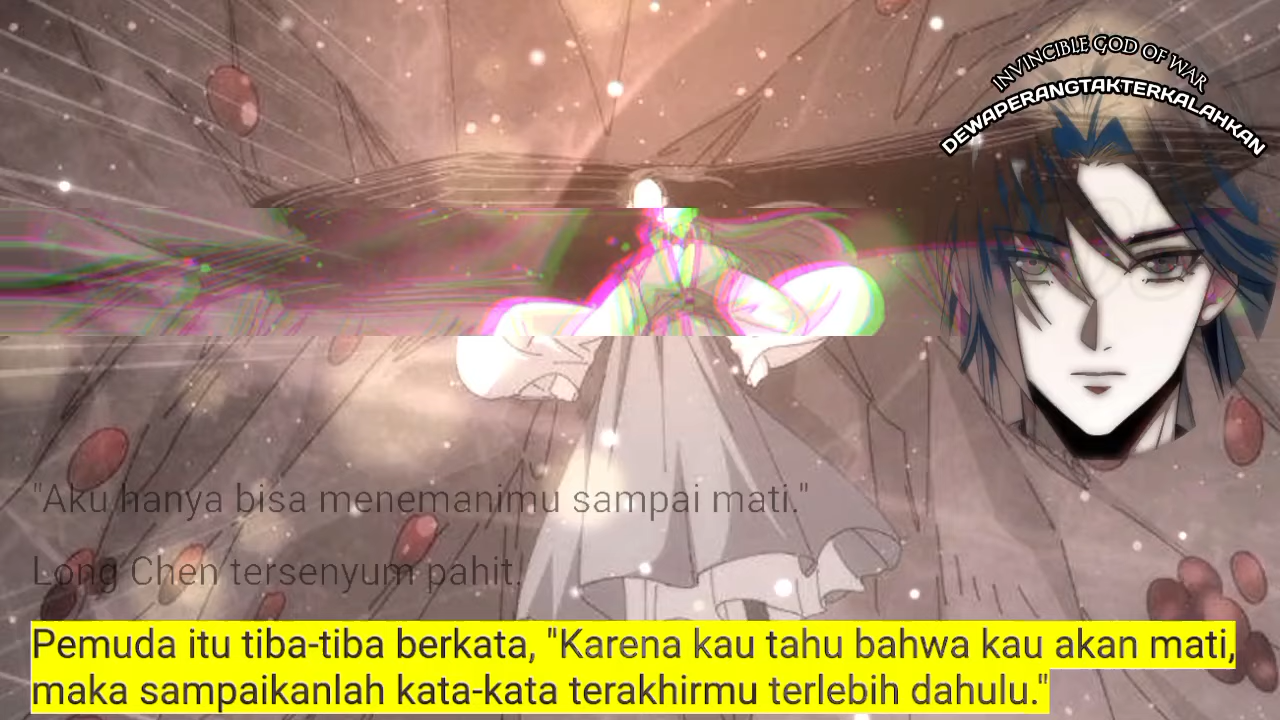 INVINCIBLE GOD OF WAR
DEWAPERANGTAKTERKALAHKAN
"Aku hanya bisa menemanimu sampai mati."
Long Chen tersenyum pahit!
Pemuda itu tiba-tiba berkata, "Karena kau tahu bahwa kau akan mati,
maka sampaikanlah kata-kata terakhirmu terlebih dahulu."